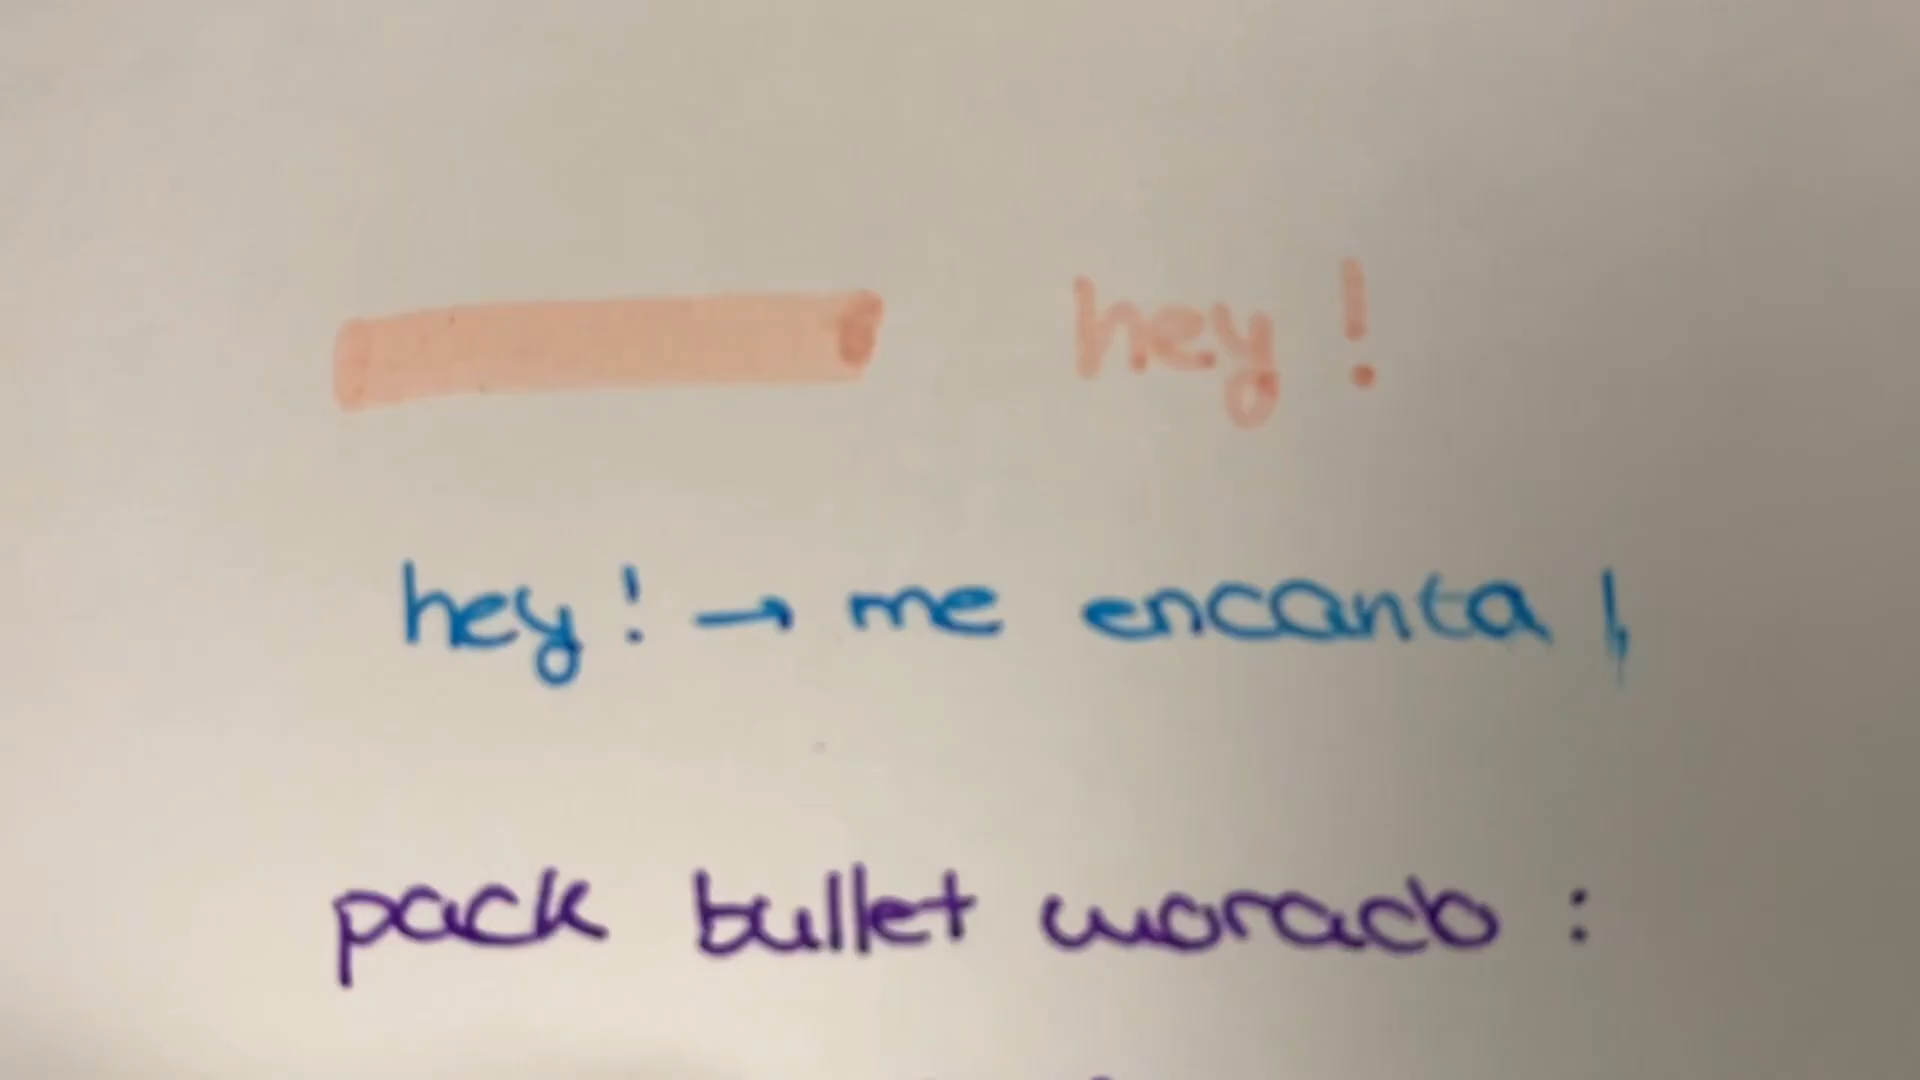 hey!
hey! → me encanta!
pack bullet morado: